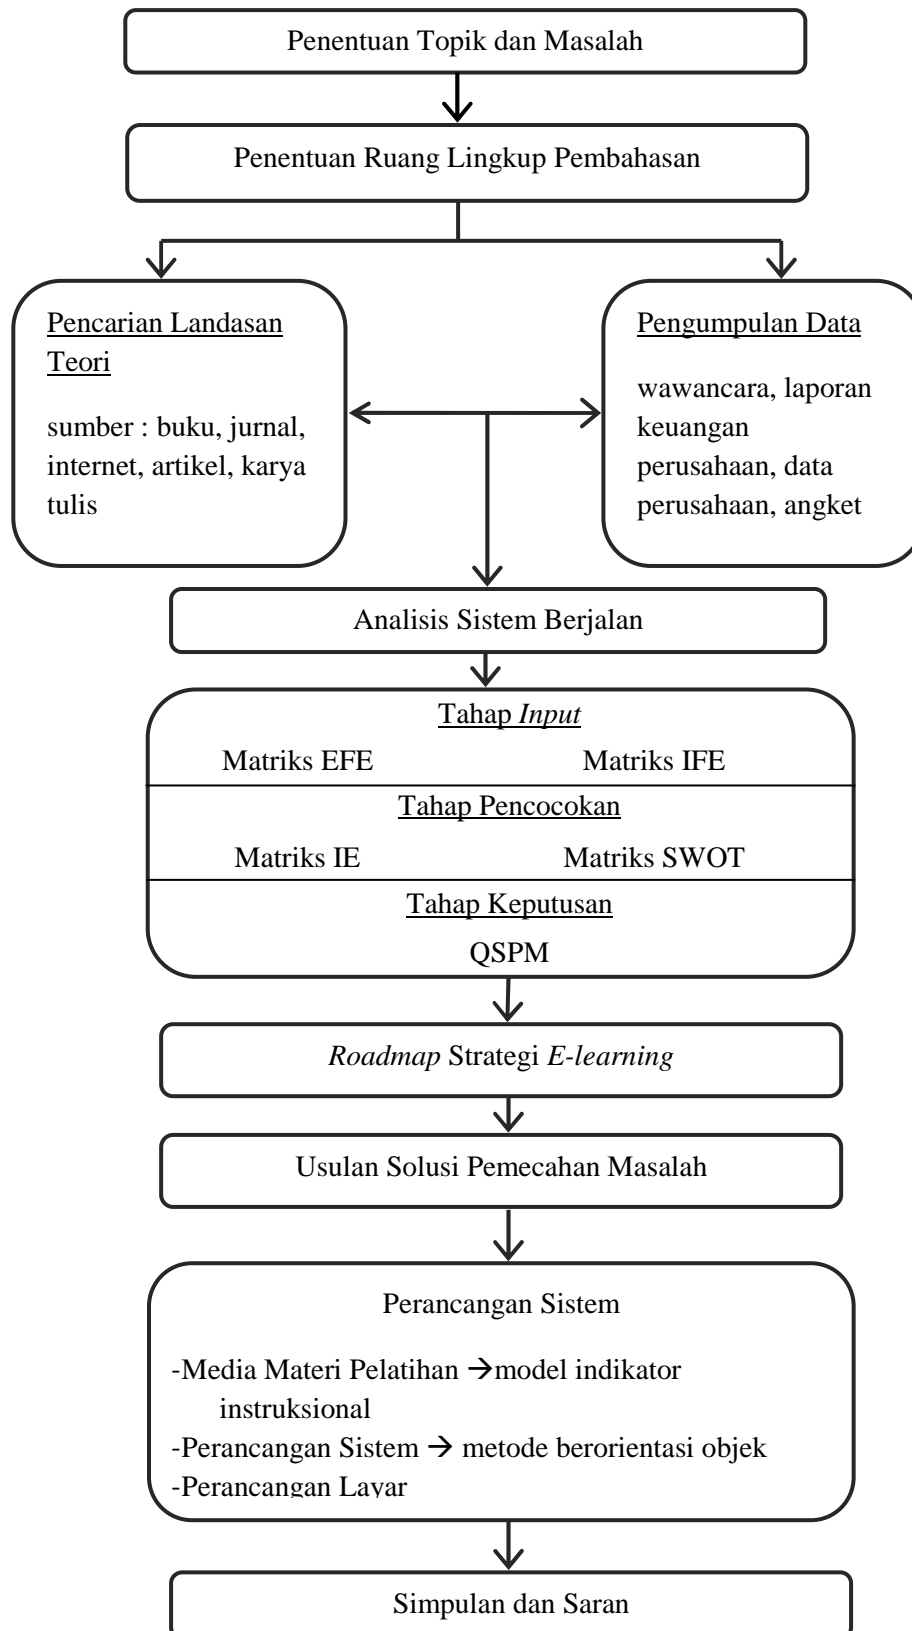 Penentuan Topik dan Masalah
Penentuan Ruang Lingkup Pembahasan
Pencarian Landasan
Teori
sumber : buku, jurnal,
internet, artikel, karya
tulis
Pengumpulan Data
wawancara, laporan
keuangan
perusahaan, data
perusahaan, angket
Analisis Sistem Berjalan
Tahap Input
Matriks EFE Matriks IFE
Tahap Pencocokan
Matriks IE Matriks SWOT
Tahap Keputusan
QSPM
Roadmap Strategi E-learning
Usulan Solusi Pemecahan Masalah
Perancangan Sistem
-Media Materi Pelatihan →model indikator
instruksional
-Perancangan Sistem → metode berorientasi objek
-Perancangan Layar
Simpulan dan Saran